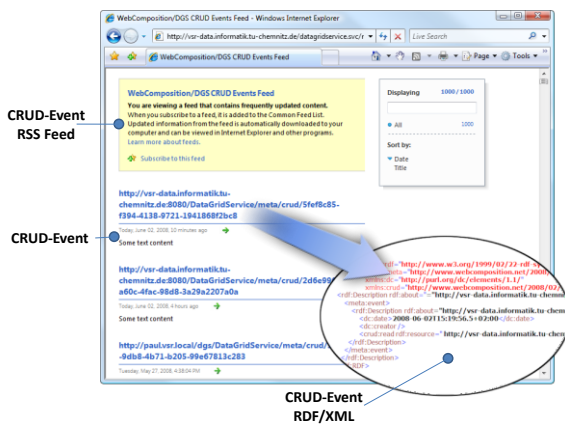 WebComposition/DGS CRUD Events Feed - Windows Internet Explorer
http://vsr-data.informatik.tu-chemnitz.de/datagridservice.svc/r
Live Search
WebComposition/DGS CRUD Events Feed
Page
Tools
WebComposition/DGS CRUD Events Feed
You are viewing a feed that contains frequently updated content.
When you subscribe to a feed, it is added to the Common Feed List.
Updated information from the feed is automatically downloaded to your
computer and can be viewed in Internet Explorer and other programs.
Learn more about feeds.
Subscribe to this feed
Displaying 1000 / 1000
All 1000
Sort by:
Date
Title
CRUD-Event
RSS Feed
http://vsr-data.informatik.tu-
chemnitz.de:8080/DataGridService/meta/crud/5fef8c85-
f394-4138-9721-1941868f2bc8
CRUD-Event
Today, June 02, 2008, 10 minutes ago
Some text content
http://vsr-data.informatik.tu-
chemnitz.de:8080/DataGridService/meta/crud/2d6e99
a60c-4fac-98d8-3a29a2207a0a
Today, June 02, 2008, 4 hours ago
Some text content
http://paul.vsr.local/dgs/DataGridService/meta/crud/
-9db8-4b71-b205-99e67813c283
Tuesday, May 27, 2008, 4:38:04 PM
rdf="http://www.w3.org/1999/02/22-rdf-sy
meta="http://www.webcomposition.net/2008/
xmlns:dc="http://purl.org/dc/elements/1.1/"
xmlns:crud="http://www.webcomposition.net/2008/02/
<rdf:Description rdf:about="="http://vsr-data.informatik.tu-chemn
<meta:event>
<rdf:Description rdf:about="http://vsr-data.informatik.tu-chem
<dc:date>2008-06-02T15:19:56.5+02:00</dc:date>
<dc:creator />
<crud:read rdf:resource="http://vsr-data.informatik.tu-chem
</rdf:Description>
</meta:event>
</rdf:Description>
RDF>
CRUD-Event
RDF/XML